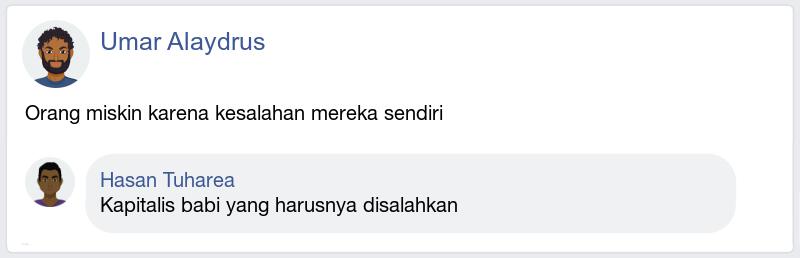 Umar Alaydrus
Orang miskin karena kesalahan mereka sendiri
Hasan Tuharea
Kapitalis babi yang harusnya disalahkan